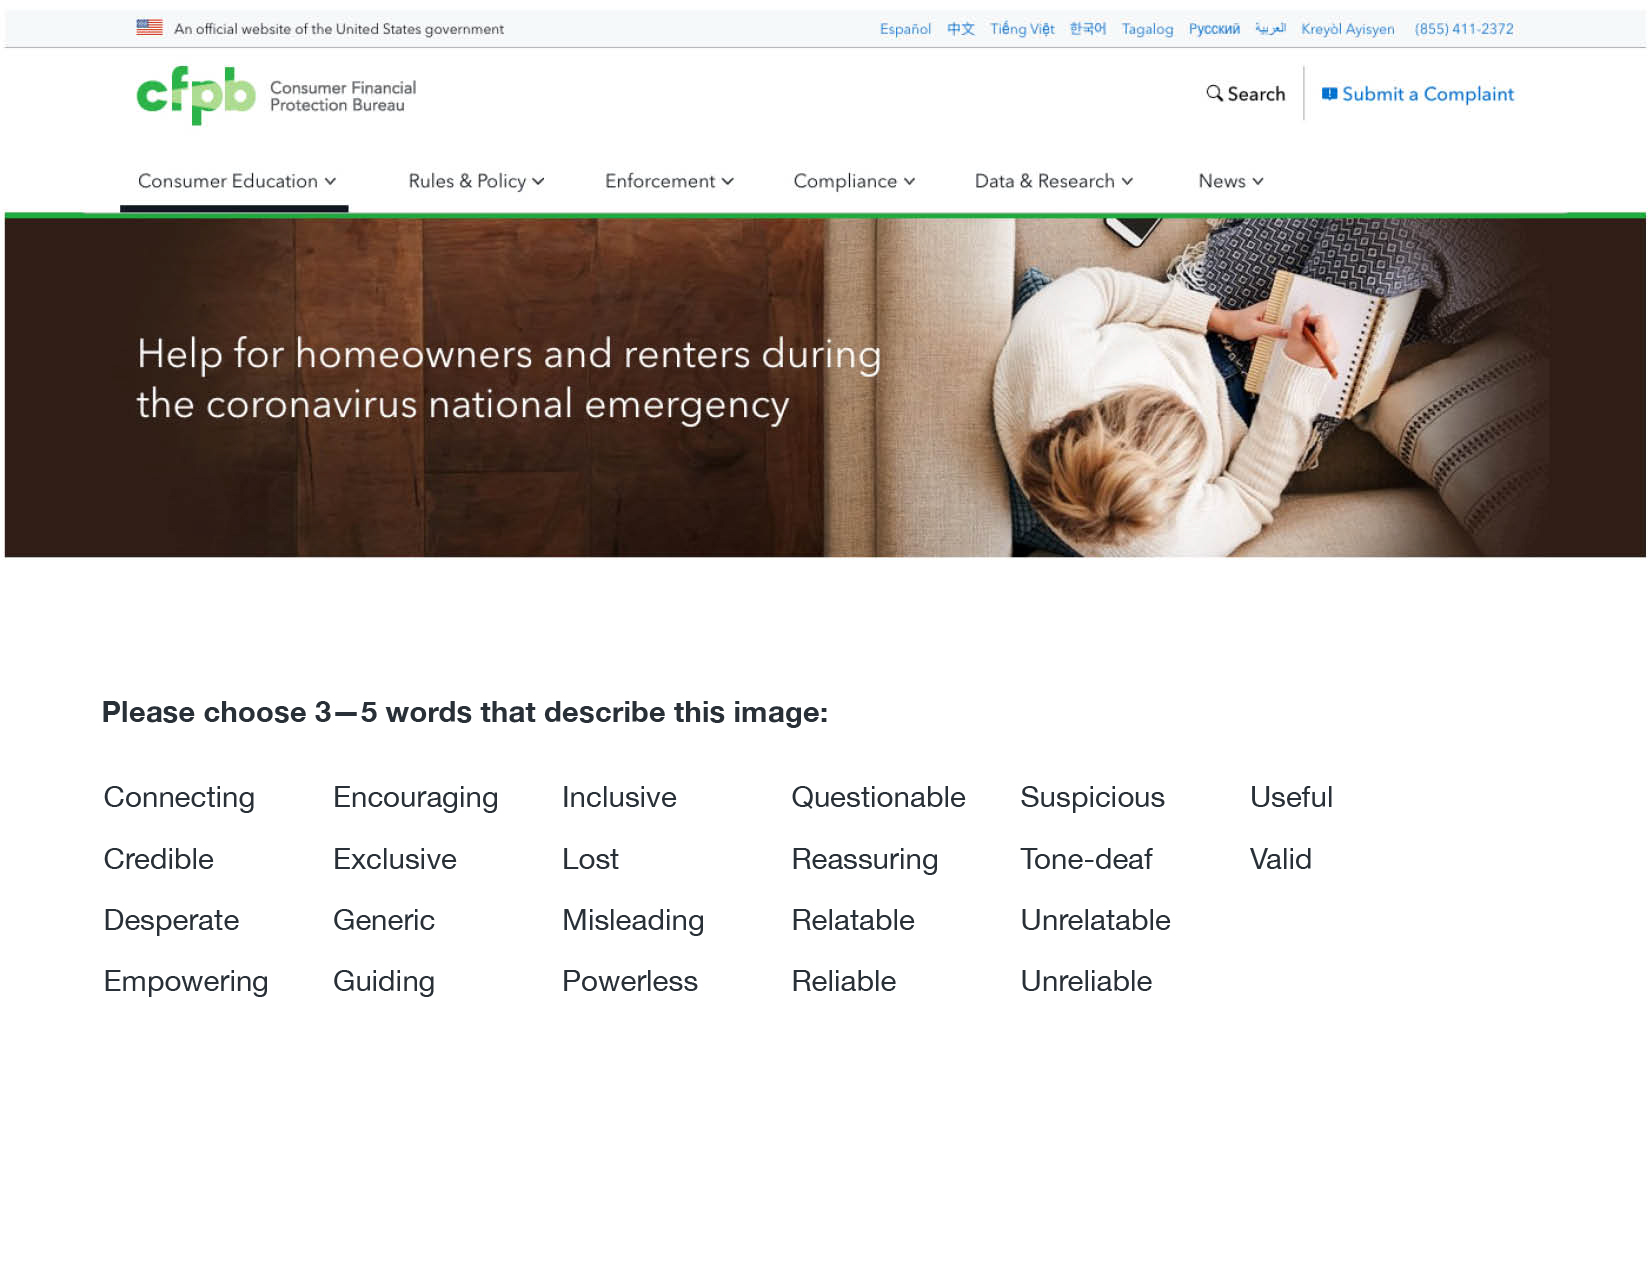 An official website of the United States government
Español 中文 Tiếng Việt 한국어 Tagalog Русский العربية Kreyòl Ayisyen (855) 411-2372
cfpb Consumer Financial
Protection Bureau
Search Submit a Complaint
Consumer Education Rules & Policy Enforcement Compliance Data & Research News
Help for homeowners and renters during
the coronavirus national emergency
Please choose 3—5 words that describe this image:
Connecting Encouraging Inclusive Questionable Suspicious Useful
Credible Exclusive Lost Reassuring Tone-deaf Valid
Desperate Generic Misleading Relatable Unrelatable
Empowering Guiding Powerless Reliable Unreliable